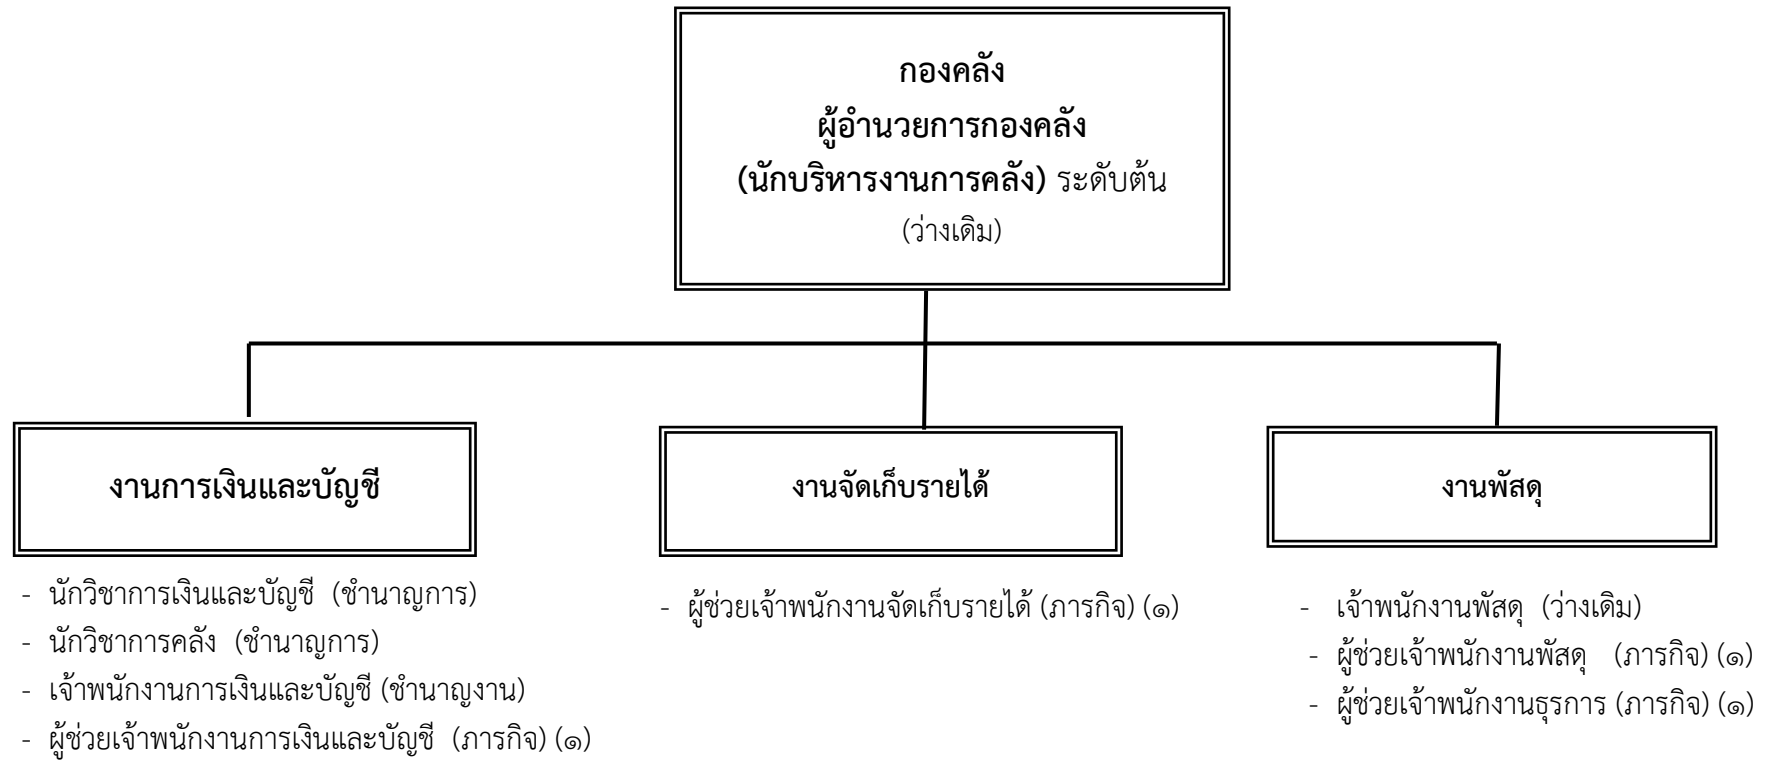 กองคลัง
ผู้อำนวยการกองคลัง
(นักบริหารงานการคลัง) ระดับต้น
(ว่างเดิม)
งานการเงินและบัญชี
- นักวิชาการเงินและบัญชี (ชำนาญการ)
- นักวิชาการคลัง (ชำนาญการ)
- เจ้าพนักงานการเงินและบัญชี (ชำนาญงาน)
- ผู้ช่วยเจ้าพนักงานการเงินและบัญชี (ภารกิจ) (๑)
งานจัดเก็บรายได้
- ผู้ช่วยเจ้าพนักงานจัดเก็บรายได้ (ภารกิจ) (๑)
งานพัสดุ
- เจ้าพนักงานพัสดุ (ว่างเดิม)
- ผู้ช่วยเจ้าพนักงานพัสดุ (ภารกิจ) (๑)
- ผู้ช่วยเจ้าพนักงานธุรการ (ภารกิจ) (๑)